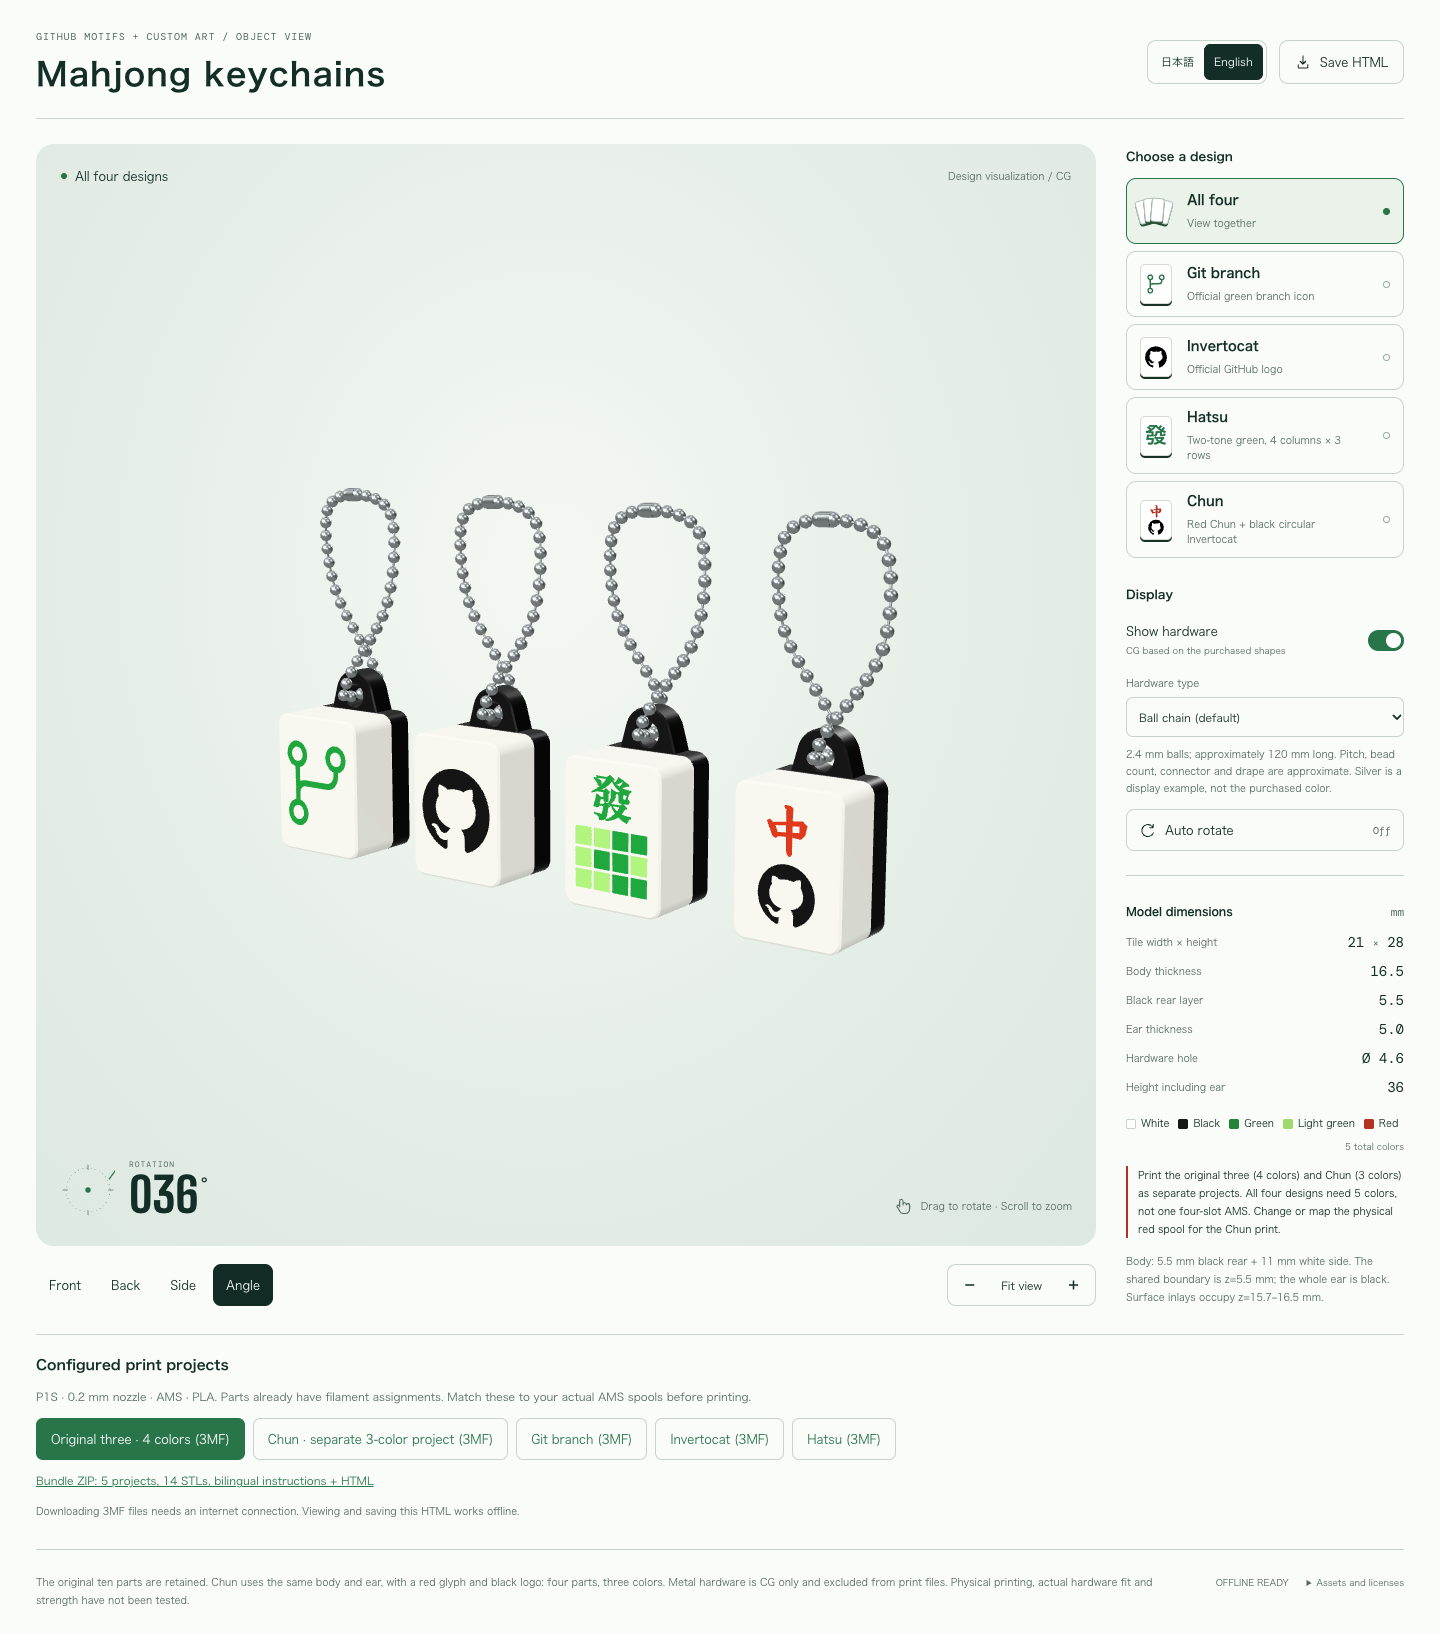 GITHUB MOTIFS + CUSTOM ART / OBJECT VIEW
Mahjong keychains
日本語
English
Save HTML
All four designs
Design visualization / CG
發
中
ROTATION
036°
Drag to rotate · Scroll to zoom
Front
Back
Side
Angle
Fit view
Choose a design
All four
View together
Git branch
Official green branch icon
Invertocat
Official GitHub logo
發
Hatsu
Two-tone green, 4 columns × 3
rows
中
Chun
Red Chun + black circular
Invertocat
Display
Show hardware
CG based on the purchased shapes
Hardware type
Ball chain (default)
2.4 mm balls; approximately 120 mm long. Pitch, bead
count, connector and drape are approximate. Silver is a
display example, not the purchased color.
Auto rotate
Off
Model dimensions
mm
Tile width × height
21 × 28
Body thickness
16.5
Black rear layer
5.5
Ear thickness
5.0
Hardware hole
Ø 4.6
Height including ear
36
White
Black
Green
Light green
Red
5 total colors
Print the original three (4 colors) and Chun (3 colors)
as separate projects. All four designs need 5 colors,
not one four-slot AMS. Change or map the physical
red spool for the Chun print.
Body: 5.5 mm black rear + 11 mm white side. The
shared boundary is z=5.5 mm; the whole ear is black.
Surface inlays occupy z=15.7–16.5 mm.
Configured print projects
P1S · 0.2 mm nozzle · AMS · PLA. Parts already have filament assignments. Match these to your actual AMS spools before printing.
Original three · 4 colors (3MF)
Chun · separate 3-color project (3MF)
Git branch (3MF)
Invertocat (3MF)
Hatsu (3MF)
Bundle ZIP: 5 projects, 14 STLs, bilingual instructions + HTML
Downloading 3MF files needs an internet connection. Viewing and saving this HTML works offline.
The original ten parts are retained. Chun uses the same body and ear, with a red glyph and black logo: four parts, three colors. Metal hardware is CG only and excluded from print files. Physical printing, actual hardware fit and
strength have not been tested.
OFFLINE READY
Assets and licenses